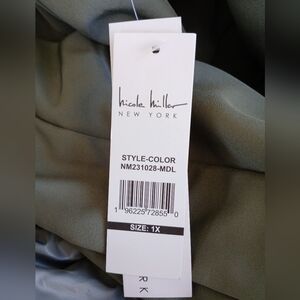 nicole miller
NEW YORK
STYLE-COLOR
NM231028-MDL
1 96225 72855 0
SIZE: 1X
R K